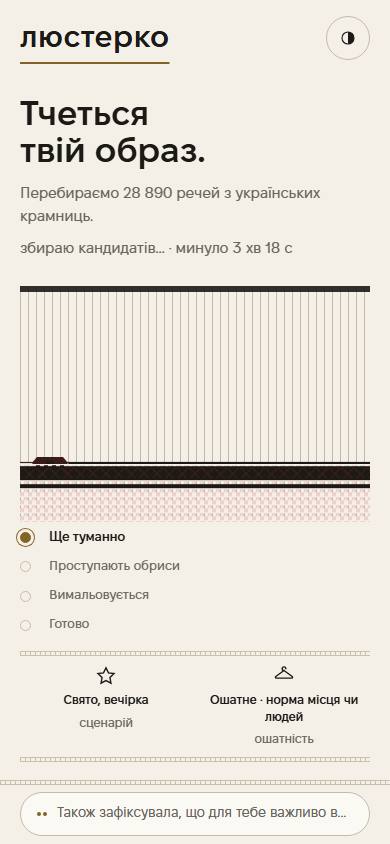 люстерко
Тчеться
твій образ.
Перебираємо 28 890 речей з українських
крамниць.
збираю кандидатів... · минуло 3 хв 18 с
Ще туманно
Проступають обриси
Вимальовується
Готово
Свято, вечірка
сценарій
Ошатне · норма місця чи
людей
ошатність
Також зафіксувала, що для тебе важливо в...